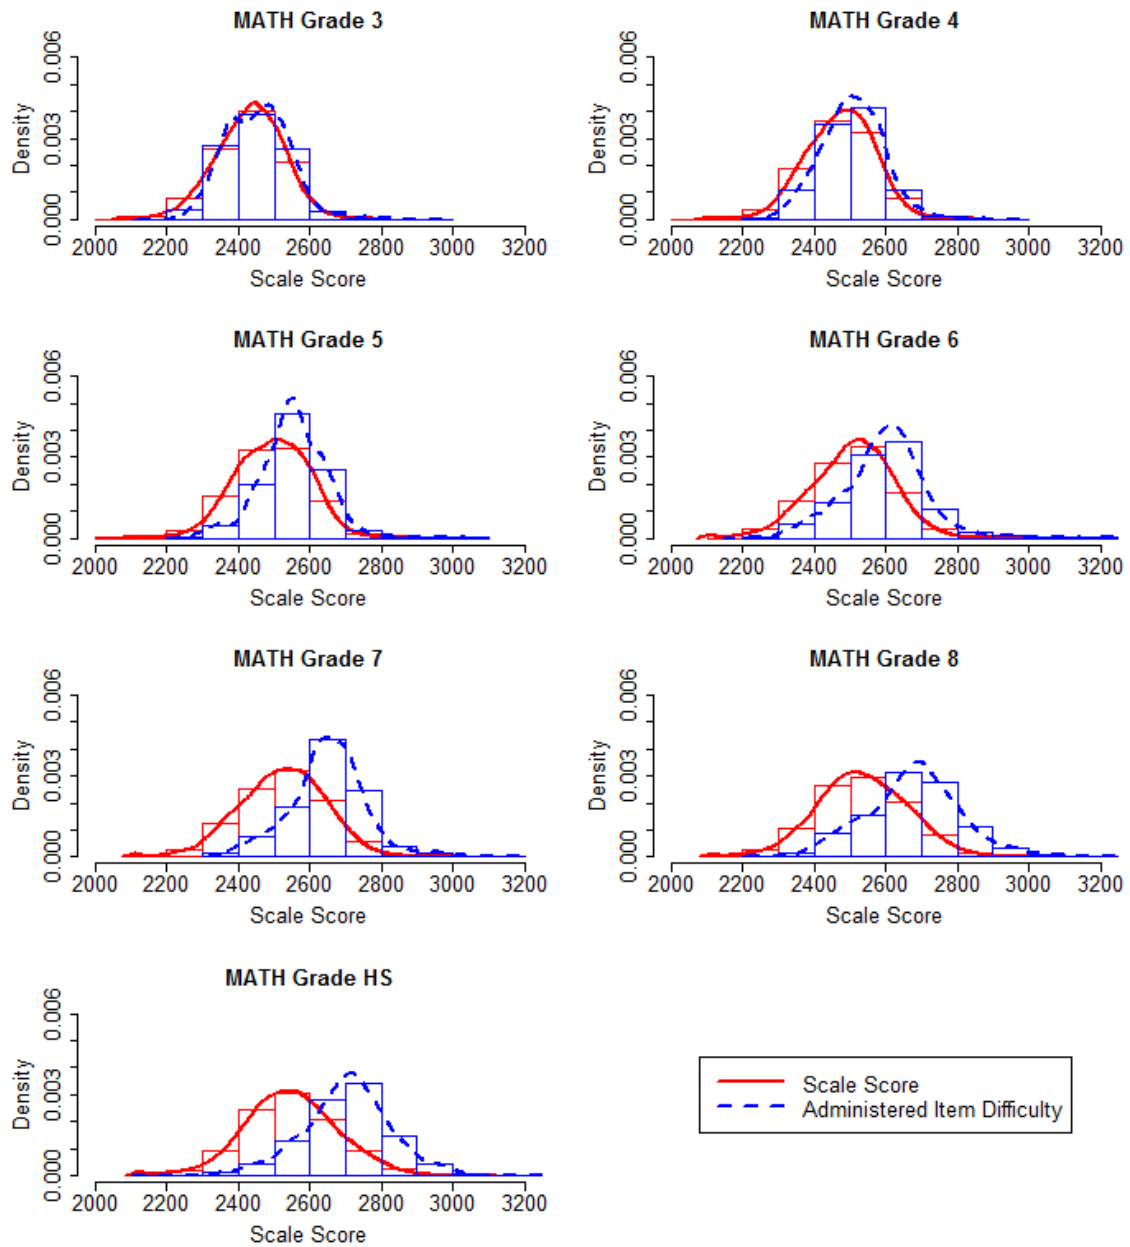 MATH Grade 3
Density
0.000 0.003 0.006
2000 2200 2400 2600 2800 3000 3200
Scale Score
MATH Grade 4
Density
0.000 0.003 0.006
2000 2200 2400 2600 2800 3000 3200
Scale Score
MATH Grade 5
Density
0.000 0.003 0.006
2000 2200 2400 2600 2800 3000 3200
Scale Score
MATH Grade 6
Density
0.000 0.003 0.006
2000 2200 2400 2600 2800 3000 3200
Scale Score
MATH Grade 7
Density
0.000 0.003 0.006
2000 2200 2400 2600 2800 3000 3200
Scale Score
MATH Grade 8
Density
0.000 0.003 0.006
2000 2200 2400 2600 2800 3000 3200
Scale Score
MATH Grade HS
Density
0.000 0.003 0.006
2000 2200 2400 2600 2800 3000 3200
Scale Score
Scale Score
Administered Item Difficulty